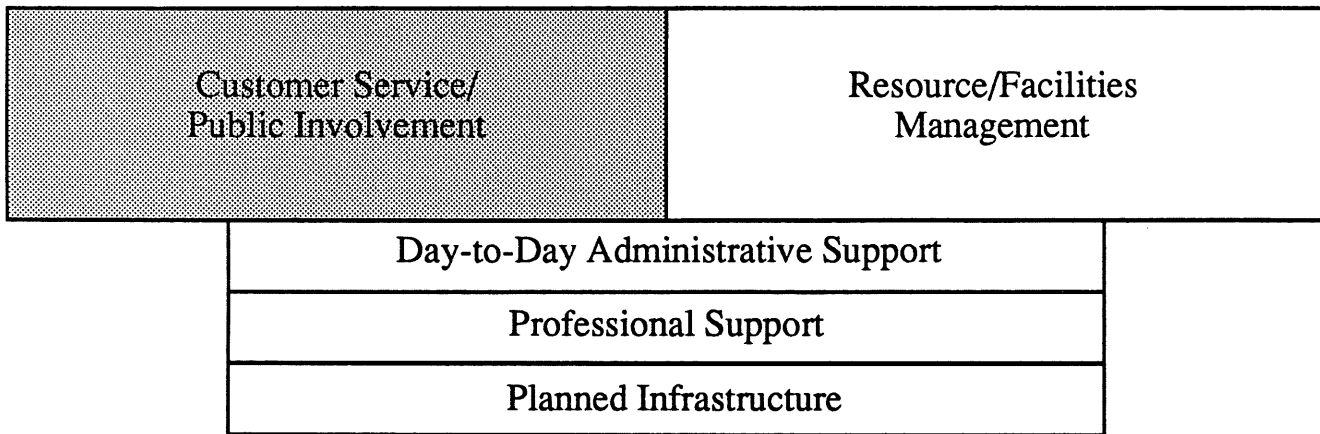 Customer Service/
Public Involvement
Resource/Facilities
Management
Day-to-Day Administrative Support
Professional Support
Planned Infrastructure